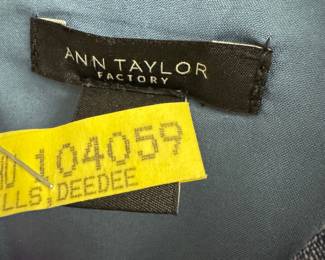 ANN TAYLOR
FACTORY
104059
LLS, DEEDEE